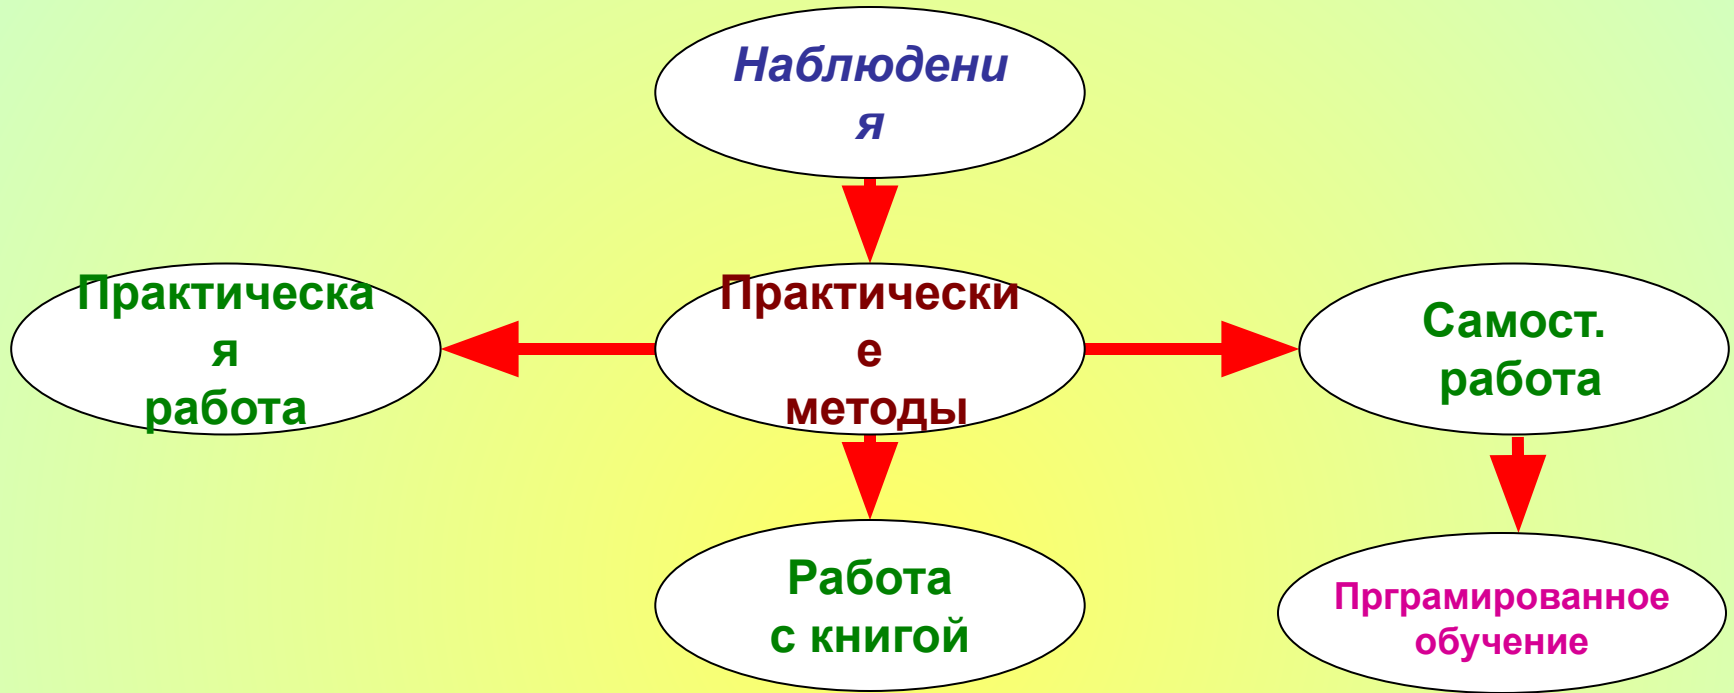 Наблюдени
я
Практическа
я
работа
Практически
е
методы
Самост.
работа
Работа
с книгой
Прграмированное
обучение